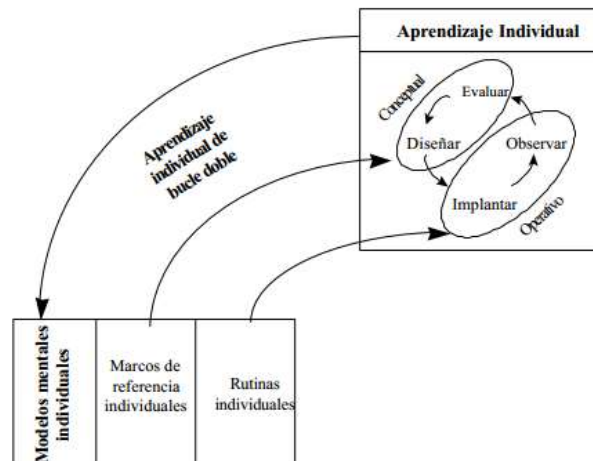 Aprendizaje Individual
Conceptual
Evaluar
Diseñar
Observar
Implantar
Operativo
Aprendizaje
individual de
bucle doble
Modelos mentales
individuales
Marcos de
referencia
individuales
Rutinas
individuales